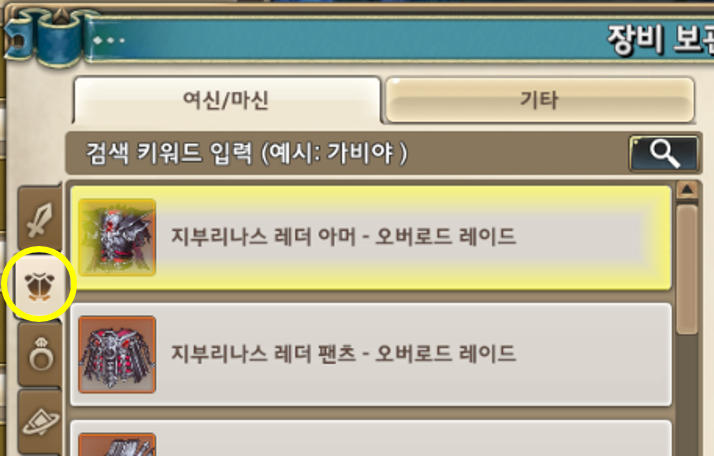 장비 보관
여신/마신
기타
검색 키워드 입력 (예시: 가비야 )
지부리나스 레더 아머 - 오버로드 레이드
지부리나스 레더 팬츠 - 오버로드 레이드